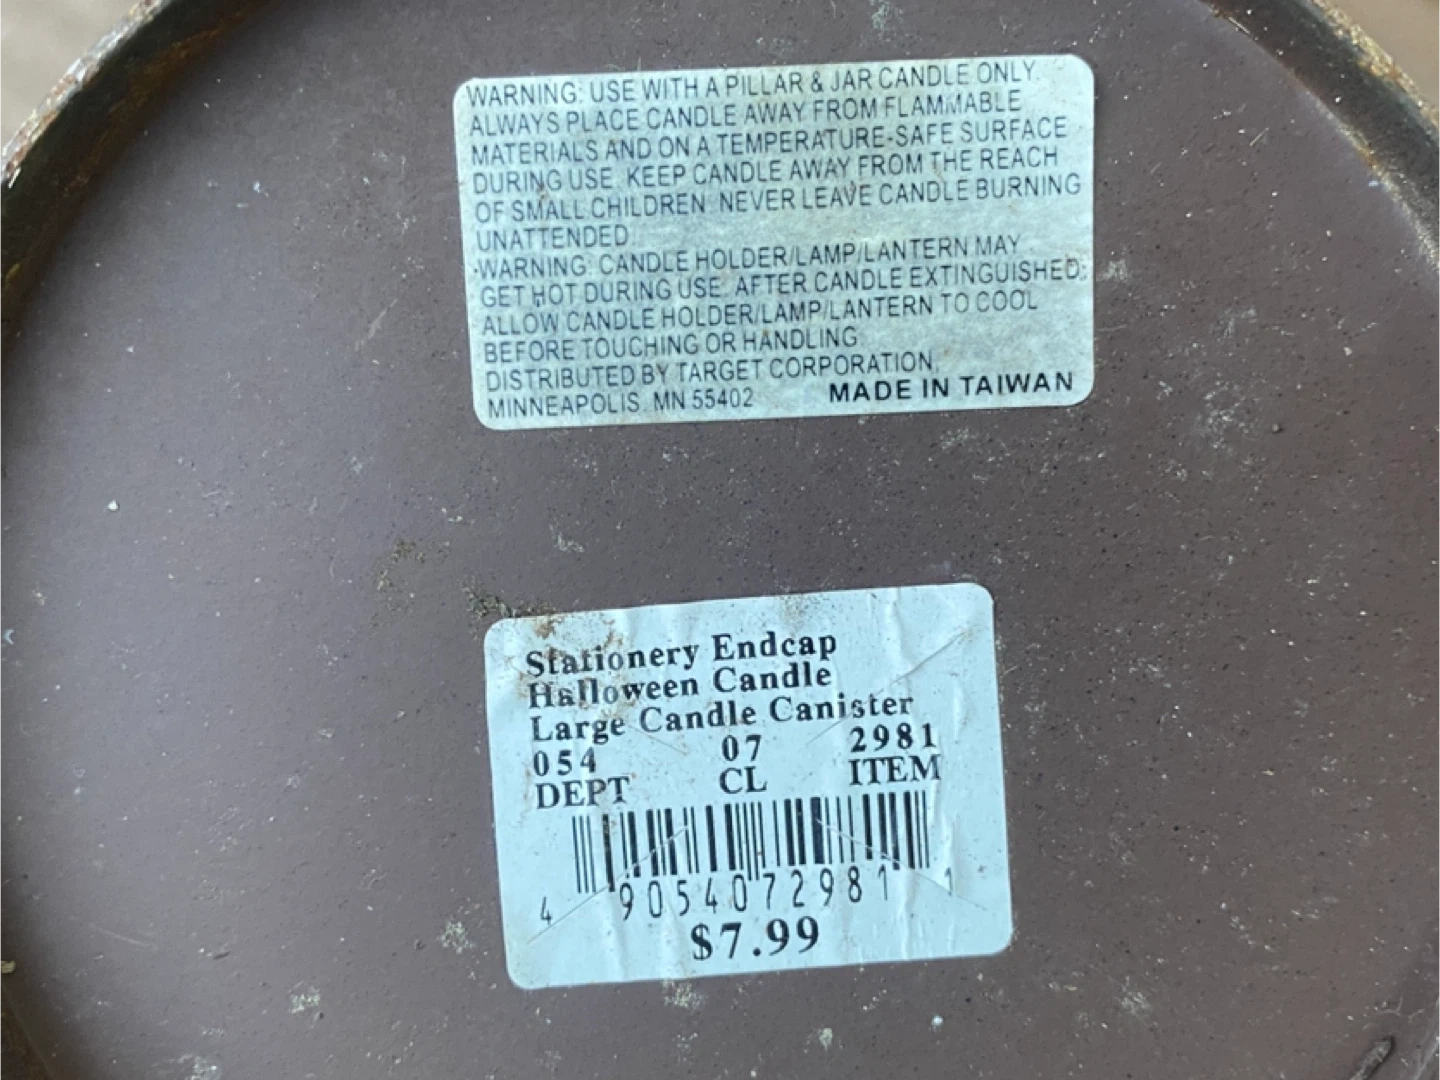 WARNING: USE WITH A PILLAR & JAR CANDLE ONLY.
ALWAYS PLACE CANDLE AWAY FROM FLAMMABLE
MATERIALS AND ON A TEMPERATURE-SAFE SURFACE
DURING USE. KEEP CANDLE AWAY FROM THE REACH
OF SMALL CHILDREN. NEVER LEAVE CANDLE BURNING
UNATTENDED.
·WARNING: CANDLE HOLDER/LAMP/LANTERN MAY
GET HOT DURING USE. AFTER CANDLE EXTINGUISHED;
ALLOW CANDLE HOLDER/LAMP/LANTERN TO COOL
BEFORE TOUCHING OR HANDLING
DISTRIBUTED BY TARGET CORPORATION,
MINNEAPOLIS, MN 55402 MADE IN TAIWAN
Stationery Endcap
Halloween Candle
Large Candle Canister
054 07 2981
DEPT CL ITEM
4 90540 72981 1
$7.99